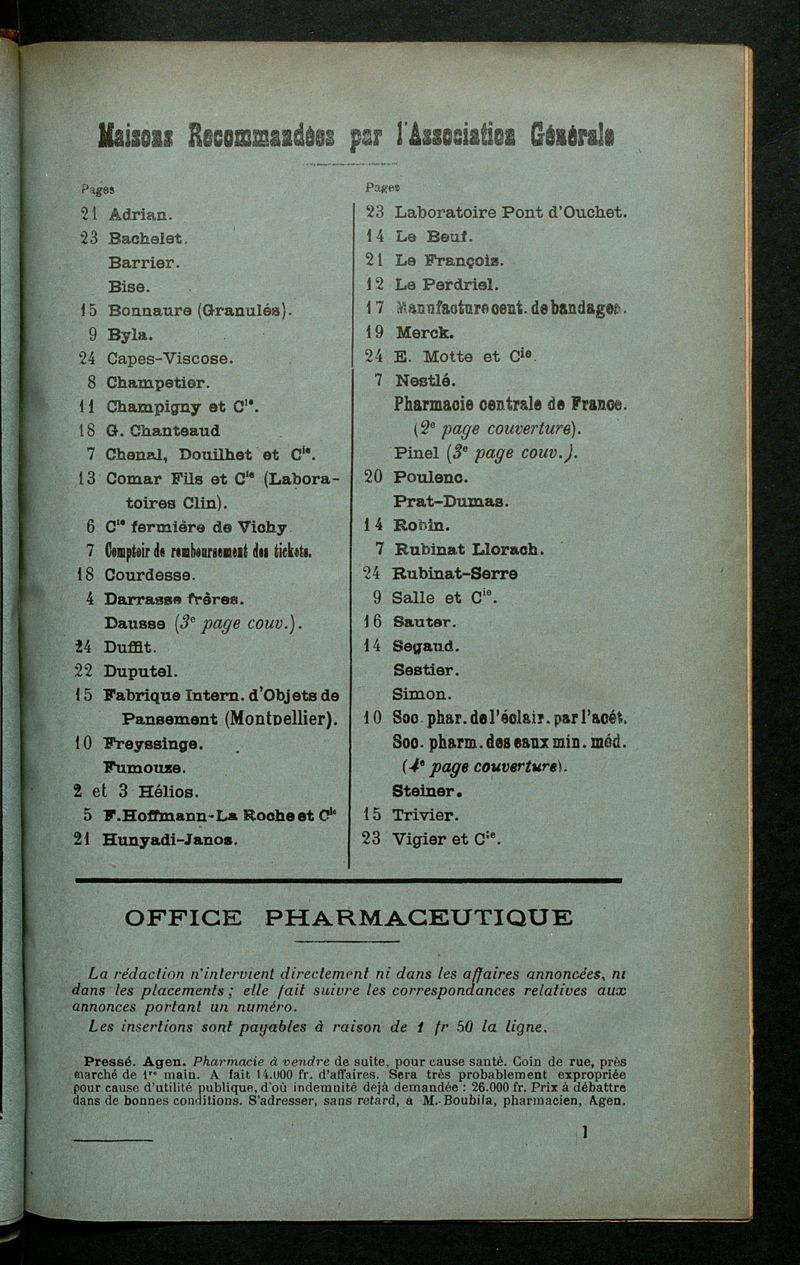 Maisons Recommandées par l'Association Générale
Pages
21 Adrian.
23 Bachelet.
Barrier.
Bise.
15 Bonnaure (Granulés).
9 Byla.
24 Capes-Viscose.
8 Champetier.
11 Champigny et Cie.
18 G. Chanteaud
7 Chenal, Douilhet et Cie.
13 Comar Fils et Cie (Labora-
toires Clin).
6 Cie fermière de Vichy
7 Comptoir de remboursement des tickets.
18 Courdesse.
4 Darrasse frères.
Dausse (3e page couv.).
24 Dufflt.
22 Duputel.
15 Fabrique Intern. d'Objets de
Pansement (Montpellier).
10 Freyssinge.
Fumouze.
2 et 3 Hélios.
5 F. Hoffmann-La Roche et Cie
21 Hunyadi-Janos.
Pages
23 Laboratoire Pont d'Ouchet.
14 Le Beuf.
21 Le François.
12 Le Perdriel.
17 Manufacture cent. de bandages.
19 Merck.
24 E. Motte et Cie.
7 Nestlé.
Pharmacie centrale de France.
(2e page couverture).
Pinel (3e page couv.).
20 Poulenc.
Prat-Dumas.
14 Robin.
7 Rubinat Llorach.
24 Rubinat-Serre
9 Salle et Cie.
16 Sauter.
14 Segaud.
Sestier.
Simon.
10 Soc. phar. de l'éclair. par l'acét.
Soc. pharm. des eaux min. méd.
(4e page couverture).
Steiner.
15 Trivier.
23 Vigier et Cie.
OFFICE PHARMACEUTIQUE
La rédaction n'intervient directement ni dans les affaires annoncées, ni
dans les placements ; elle fait suivre les correspondances relatives aux
annonces portant un numéro.
Les insertions sont payables à raison de 1 fr 50 la ligne.
Pressé. Agen. Pharmacie à vendre de suite, pour cause santé. Coin de rue, près
marché de 1re main. A fait 14.000 fr. d'affaires. Sera très probablement expropriée
pour cause d'utilité publique, d'où indemnité déjà demandée : 26.000 fr. Prix à débattre
dans de bonnes conditions. S'adresser, sans retard, à M. Boubila, pharmacien, Agen.
1